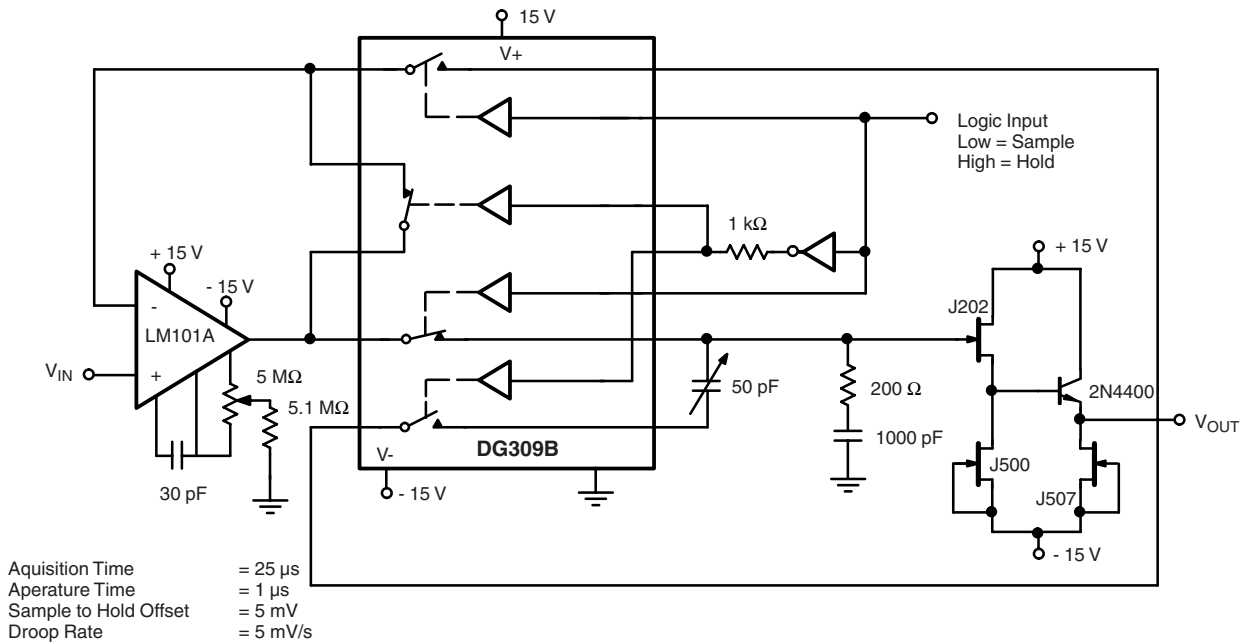 15 V
V+
Logic Input
Low = Sample
High = Hold
1 kΩ
+ 15 V
- 15 V
+ 15 V
J202
-
LM101A
VIN
+
5 MΩ
5.1 MΩ
50 pF
200 Ω
2N4400
VOUT
1000 pF
DG309B
V-
J500
30 pF
- 15 V
J507
- 15 V
Aquisition Time = 25 µs
Aperature Time = 1 µs
Sample to Hold Offset = 5 mV
Droop Rate = 5 mV/s